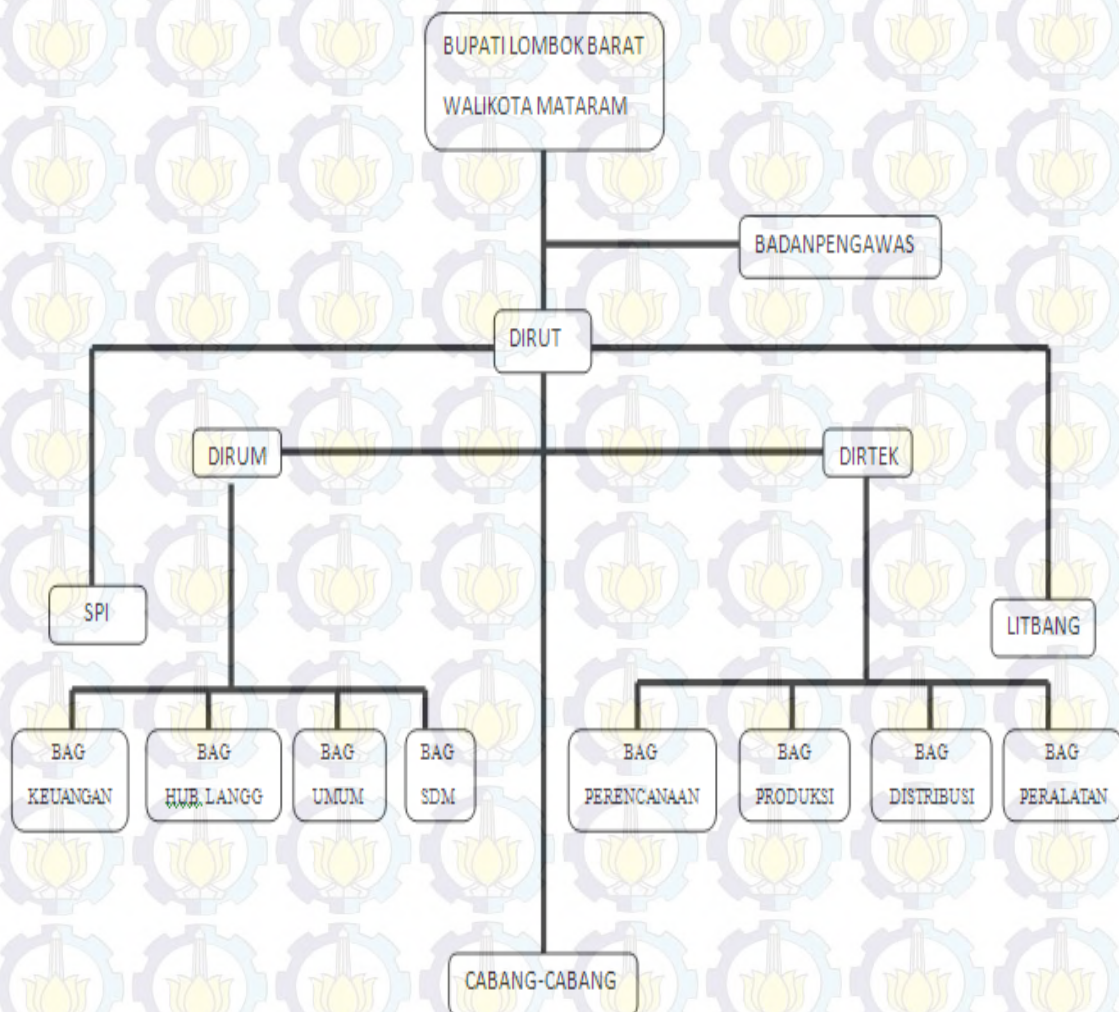 BUPATI LOMBOK BARAT
WALIKOTA MATARAM
BADANPENGAWAS
DIRUT
DIRUM
DIRTEK
SPI
LITBANG
BAG
KEUANGAN
BAG
HUB. LANGG
BAG
UMUM
BAG
SDM
BAG
PERENCANAAN
BAG
PRODUKSI
BAG
DISTRIBUSI
BAG
PERALATAN
CABANG-CABANG